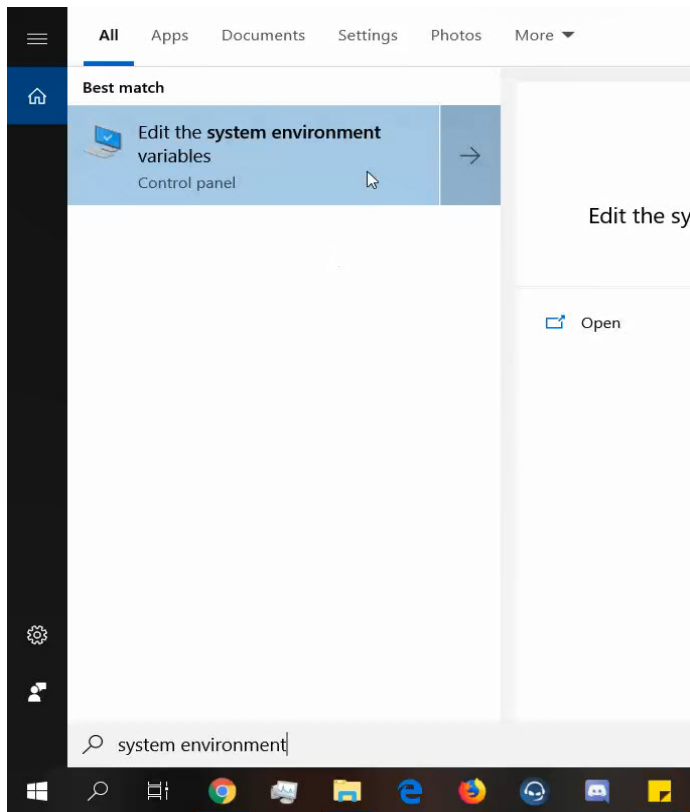 All Apps Documents Settings Photos More
Best match
Edit the system environment
variables
Control panel
Edit the sy
Open
system environment